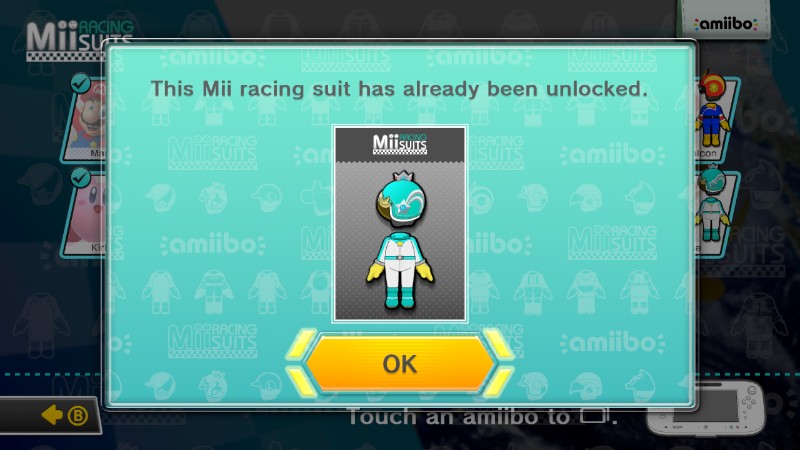 Mii RACING SUITS
amiibo
This Mii racing suit has already been unlocked.
Mii RACING SUITS
OK
B
Touch an amiibo to .